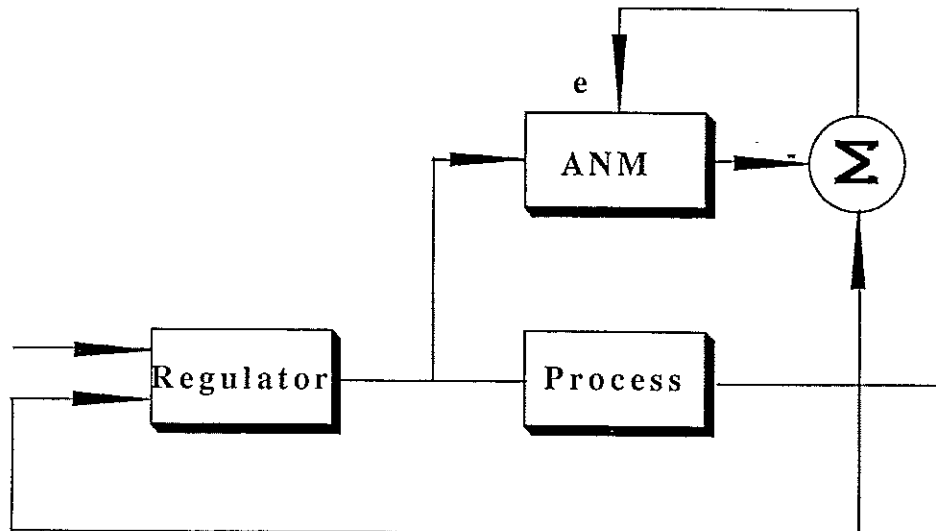 e
ANM
-
Σ
Regulator
Process